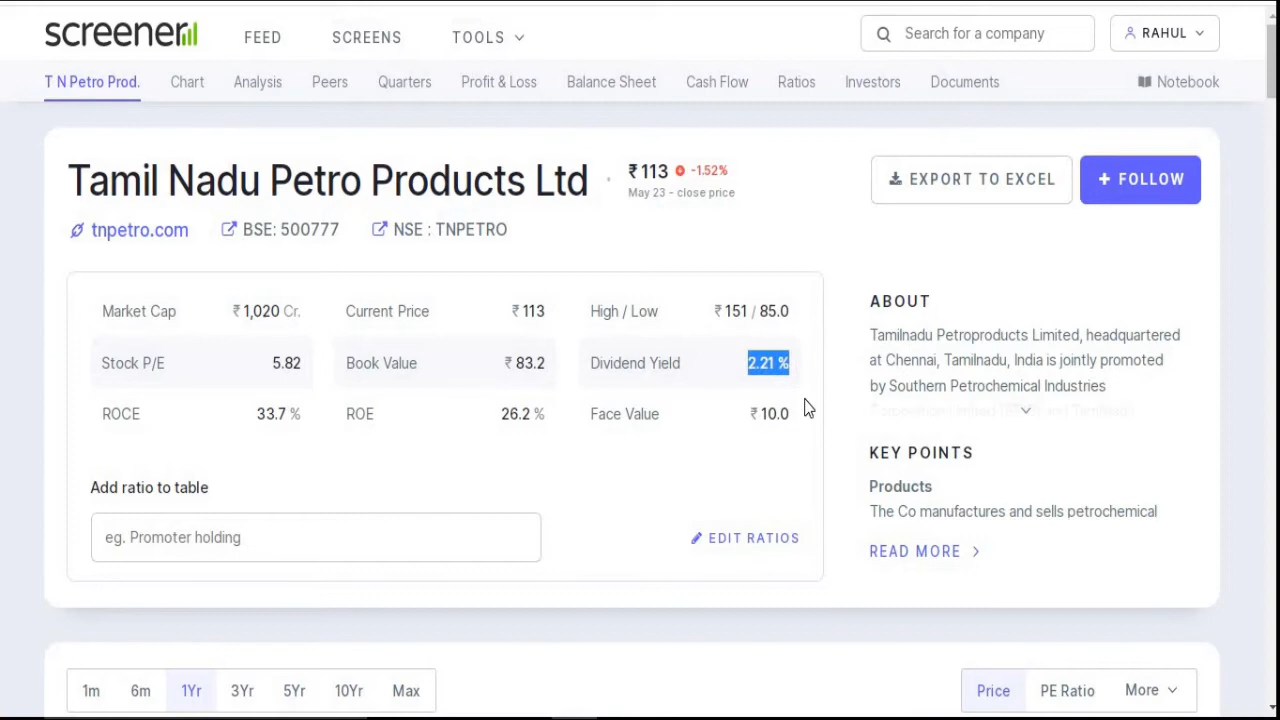 screener FEED SCREENS TOOLS Search for a company RAHUL
T N Petro Prod. Chart Analysis Peers Quarters Profit & Loss Balance Sheet Cash Flow Ratios Investors Documents Notebook
Tamil Nadu Petro Products Ltd ₹ 113 -1.52%
May 23 - close price
EXPORT TO EXCEL + FOLLOW
tnpetro.com BSE: 500777 NSE : TNPETRO
Market Cap ₹ 1,020 Cr. Current Price ₹ 113 High / Low ₹ 151 / 85.0
Stock P/E 5.82 Book Value ₹ 83.2 Dividend Yield 2.21 %
ROCE 33.7 % ROE 26.2 % Face Value ₹ 10.0
Add ratio to table
eg. Promoter holding EDIT RATIOS
ABOUT
Tamilnadu Petroproducts Limited, headquartered
at Chennai, Tamilnadu, India is jointly promoted
by Southern Petrochemical Industries
KEY POINTS
Products
The Co manufactures and sells petrochemical
READ MORE
1m 6m 1Yr 3Yr 5Yr 10Yr Max Price PE Ratio More